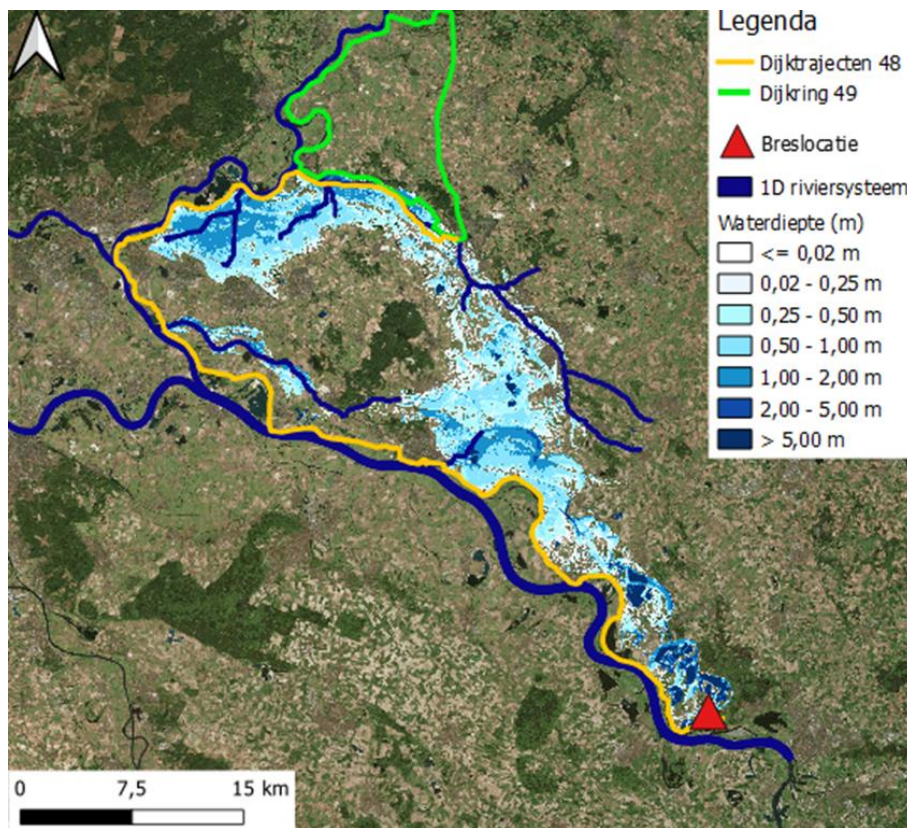 Legenda
Dijktrajecten 48
Dijkring 49
Breslocatie
1D riviersysteem
Waterdiepte (m)
<= 0,02 m
0,02 - 0,25 m
0,25 - 0,50 m
0,50 - 1,00 m
1,00 - 2,00 m
2,00 - 5,00 m
> 5,00 m
0 7,5 15 km